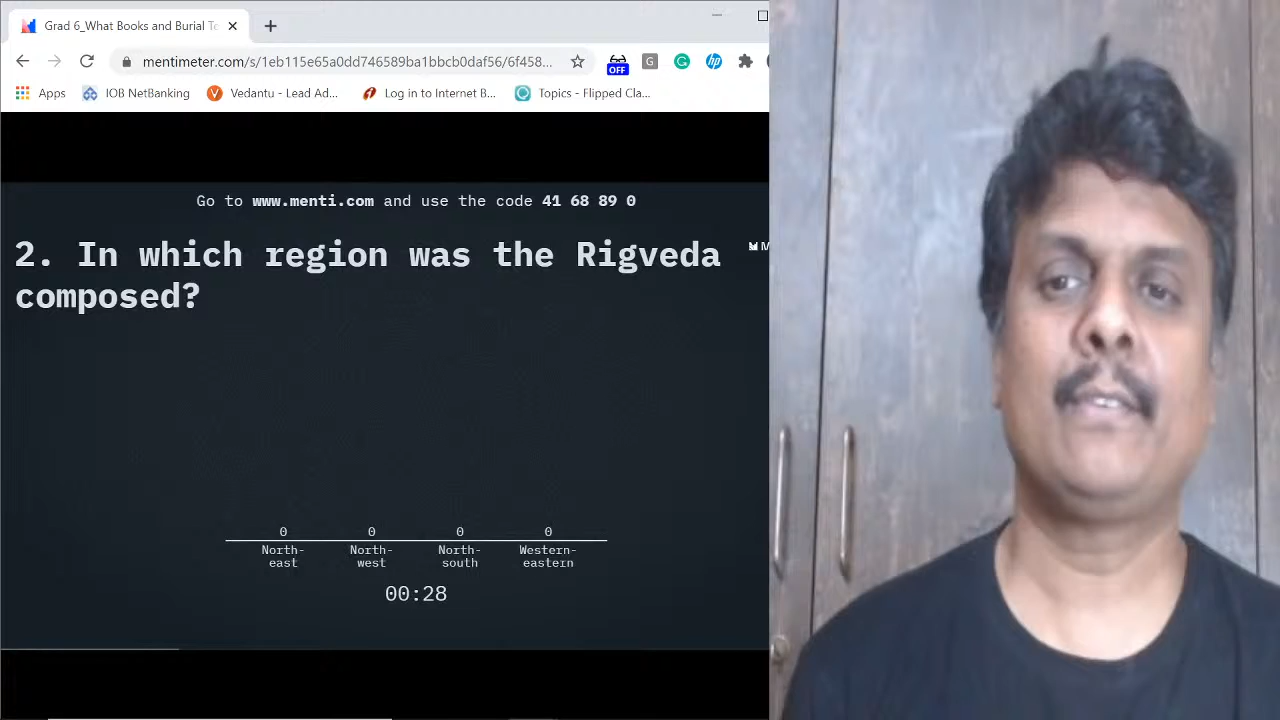 Grad 6_What Books and Burial Te
mentimeter.com/s/1eb115e65a0dd746589ba1bbcb0daf56/6f458...
OFF
G
hp
Apps
IOB NetBanking
Vedantu - Lead Ad...
Log in to Internet B...
Topics - Flipped Cla...
Go to www.menti.com and use the code 41 68 89 0
2. In which region was the Rigveda
composed?
M
0 0 0 0
North- North- North- Western-
east west south eastern
00:28